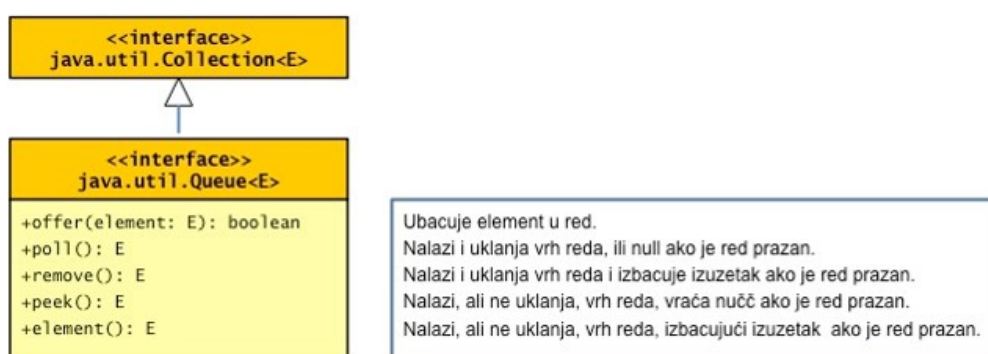 <<interface>>
java.util.Collection<E>
<<interface>>
java.util.Queue<E>
+offer(element: E): boolean
+poll(): E
+remove(): E
+peek(): E
+element(): E
Ubacuje element u red.
Nalazi i uklanja vrh reda, ili null ako je red prazan.
Nalazi i uklanja vrh reda i izbacuje izuzetak ako je red prazan.
Nalazi, ali ne uklanja, vrh reda, vraća nučč ako je red prazan.
Nalazi, ali ne uklanja, vrh reda, izbacujući izuzetak ako je red prazan.